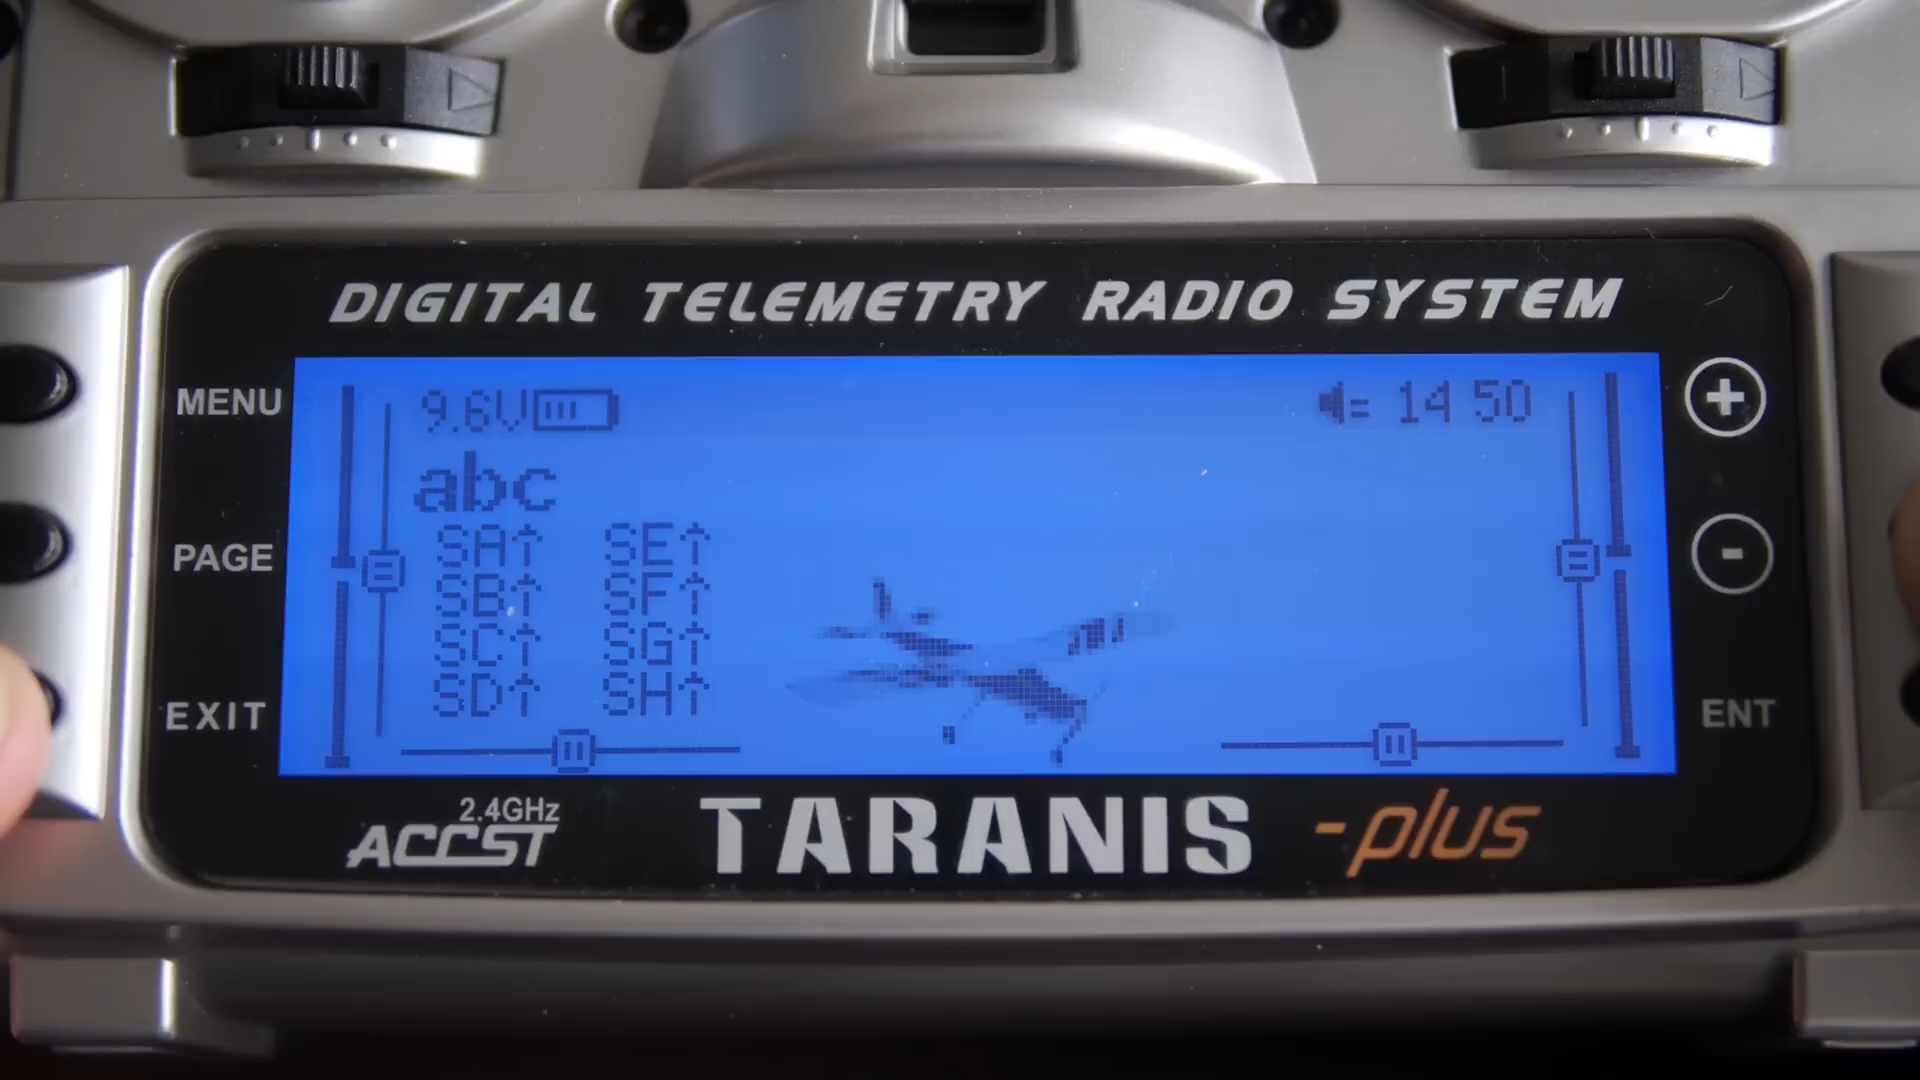 DIGITAL TELEMETRY RADIO SYSTEM
MENU
PAGE
EXIT
9.6V
14 50
abc
SA↑ SE↑
SB↑ SF↑
SC↑ SG↑
SD↑ SH↑
+
-
ENT
2.4GHz
ACCST
TARANIS -plus